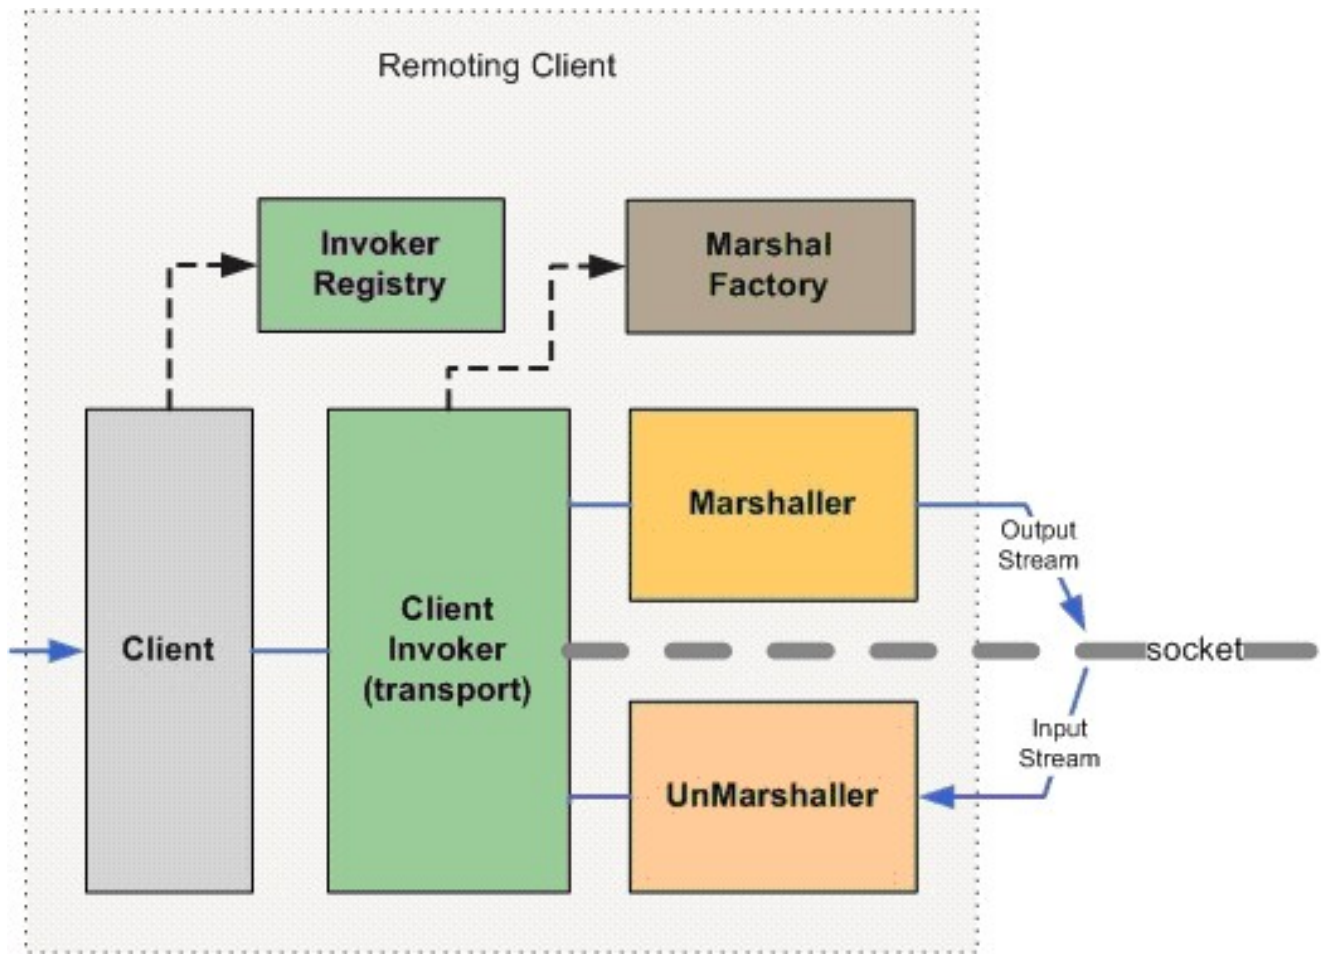 Remoting Client
Invoker
Registry
Marshal
Factory
Marshaller
Output
Stream
Client
Client
Invoker
(transport)
socket
Input
Stream
UnMarshaller